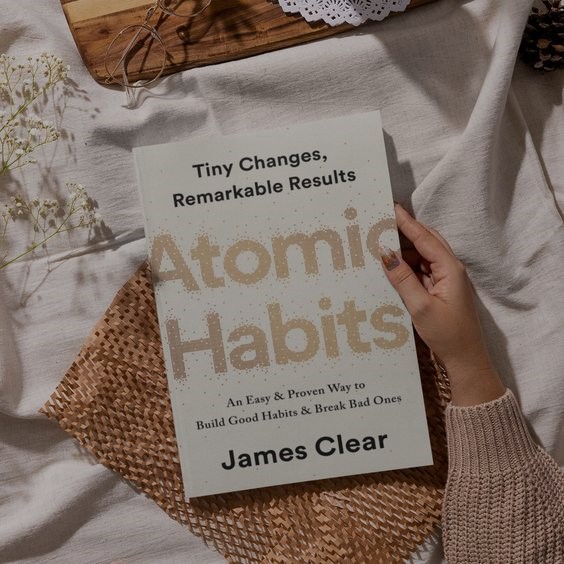 Tiny Changes,
Remarkable Results
Atomic
Habits
An Easy & Proven Way to
Build Good Habits & Break Bad Ones
James Clear